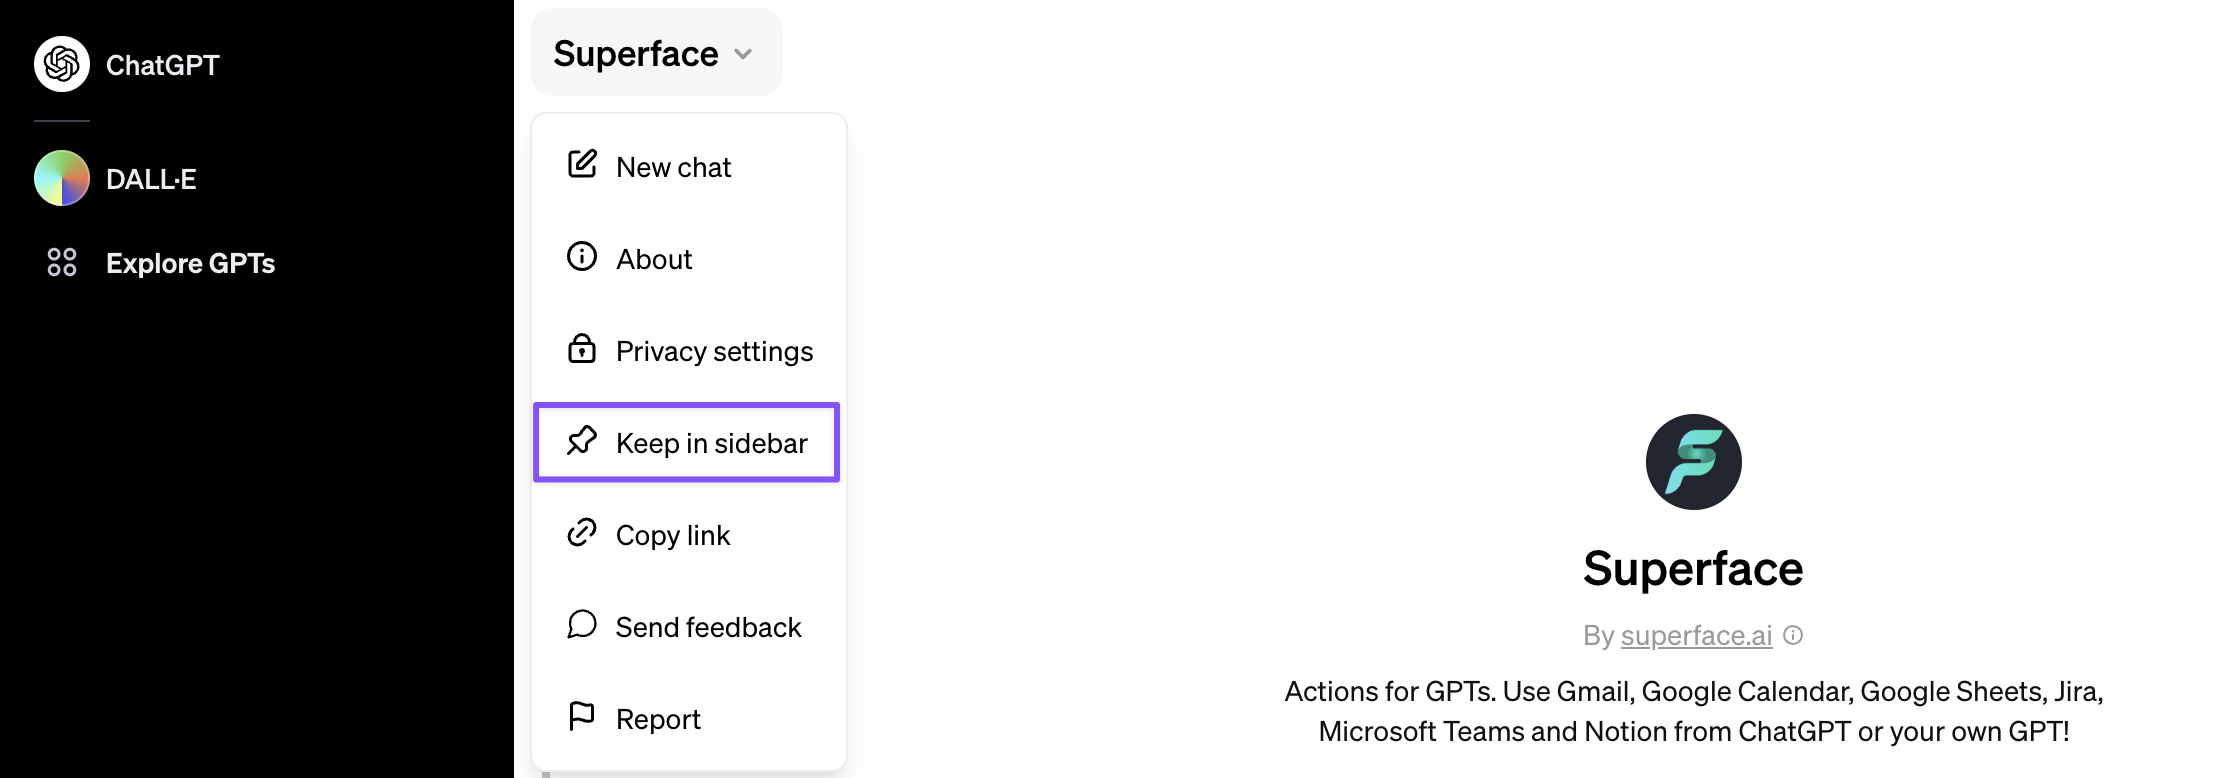 ChatGPT
DALL·E
Explore GPTs
Superface
New chat
About
Privacy settings
Keep in sidebar
Copy link
Send feedback
Report
Superface
By superface.ai
Actions for GPTs. Use Gmail, Google Calendar, Google Sheets, Jira,
Microsoft Teams and Notion from ChatGPT or your own GPT!